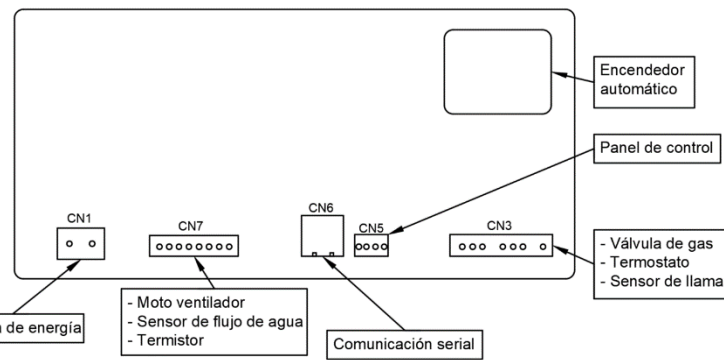 Encendedor
automático
Panel de control
CN1
CN7
CN6
CN5
CN3
- Válvula de gas
- Termostato
- Sensor de llama
de energía
- Moto ventilador
- Sensor de flujo de agua
- Termistor
Comunicación serial